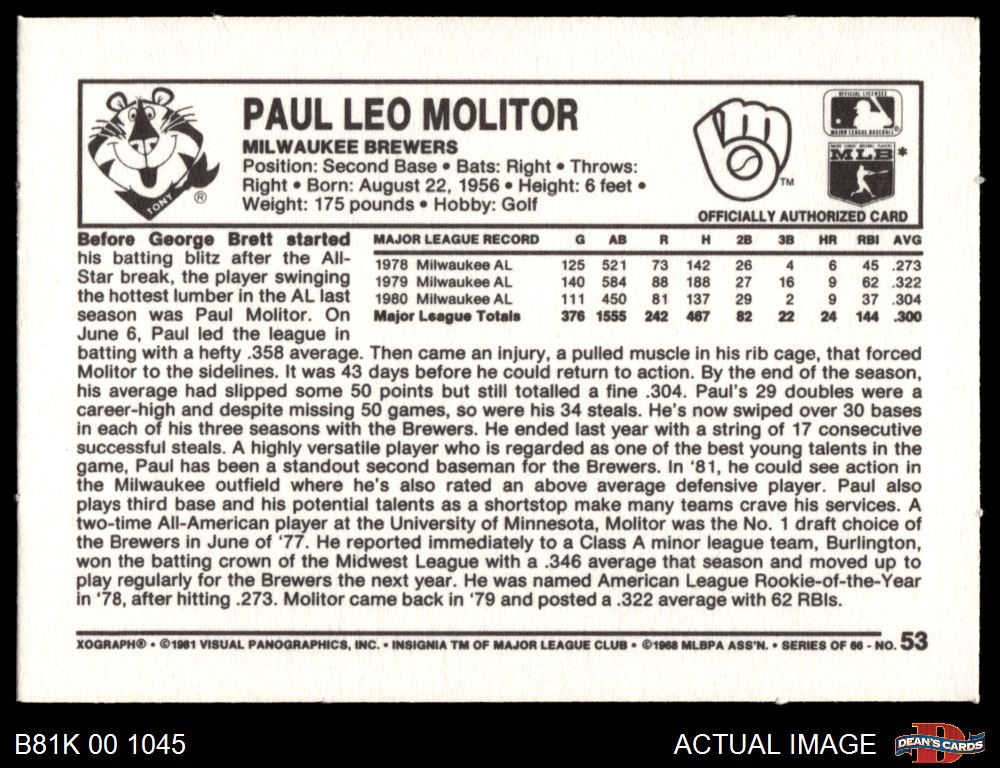 PAUL LEO MOLITOR
MILWAUKEE BREWERS
Position: Second Base • Bats: Right • Throws:
Right • Born: August 22, 1956 • Height: 6 feet •
Weight: 175 pounds • Hobby: Golf
TONY ®
m TM
OFFICIAL LICENSEE
MAJOR LEAGUE BASEBALL ®
MAJOR LEAGUE BASEBALL PLAYERS
MLB *
OFFICIALLY AUTHORIZED CARD
MAJOR LEAGUE RECORD G AB R H 2B 3B HR RBI AVG
1978 Milwaukee AL 125 521 73 142 26 4 6 45 .273
1979 Milwaukee AL 140 584 88 188 27 16 9 62 .322
1980 Milwaukee AL 111 450 81 137 29 2 9 37 .304
Major League Totals 376 1555 242 467 82 22 24 144 .300
Before George Brett started
his batting blitz after the All-
Star break, the player swinging
the hottest lumber in the AL last
season was Paul Molitor. On
June 6, Paul led the league in
batting with a hefty .358 average. Then came an injury, a pulled muscle in his rib cage, that forced
Molitor to the sidelines. It was 43 days before he could return to action. By the end of the season,
his average had slipped some 50 points but still totalled a fine .304. Paul's 29 doubles were a
career-high and despite missing 50 games, so were his 34 steals. He's now swiped over 30 bases
in each of his three seasons with the Brewers. He ended last year with a string of 17 consecutive
successful steals. A highly versatile player who is regarded as one of the best young talents in the
game, Paul has been a standout second baseman for the Brewers. In '81, he could see action in
the Milwaukee outfield where he's also rated an above average defensive player. Paul also
plays third base and his potential talents as a shortstop make many teams crave his services. A
two-time All-American player at the University of Minnesota, Molitor was the No. 1 draft choice of
the Brewers in June of '77. He reported immediately to a Class A minor league team, Burlington,
won the batting crown of the Midwest League with a .346 average that season and moved up to
play regularly for the Brewers the next year. He was named American League Rookie-of-the-Year
in '78, after hitting .273. Molitor came back in '79 and posted a .322 average with 62 RBIs.
XOGRAPH® • ©1981 VISUAL PANOGRAPHICS, INC. • INSIGNIA TM OF MAJOR LEAGUE CLUB • ©1968 MLBPA ASS'N. • SERIES OF 66 - NO. 53
B81K 00 1045
ACTUAL IMAGE
D
DEAN'S CARDS